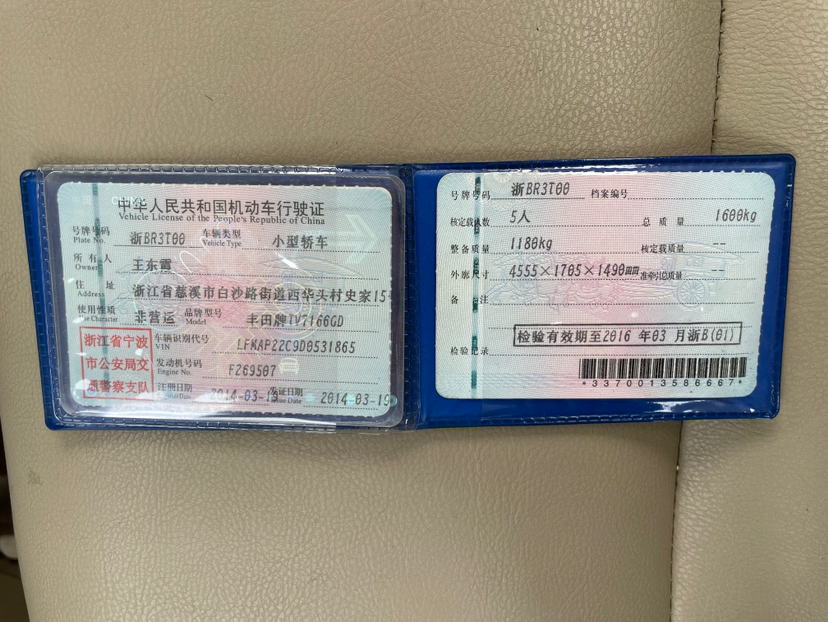 中华人民共和国机动车行驶证
Vehicle License of the People's Republic of China
号牌号码 浙BR3T00 车辆类型 小型轿车
Plate No. Vehicle Type
所有人 王东霞
Owner
住址 浙江省慈溪市白沙路街道西华头村史家15
Address
使用性质 非营运 品牌型号 丰田牌TV7166GD
Use Character Model
浙江省宁波
市公安局交
通警察支队
车辆识别代号 LFKAP22C9D0531865
VIN
发动机号码 FZ69507
Engine No.
注册日期 2014-03-19 发证日期 2014-03-19
Issue Date
号牌号码 浙BR3T00 档案编号
核定载人数 5人 总质量 1600kg
整备质量 1180kg 核定载质量 --
外廓尺寸 4555×1705×1490mm 准牵引总质量 --
备注
检验有效期至2016 年03 月浙B(01)
检验记录
*3370013586667*